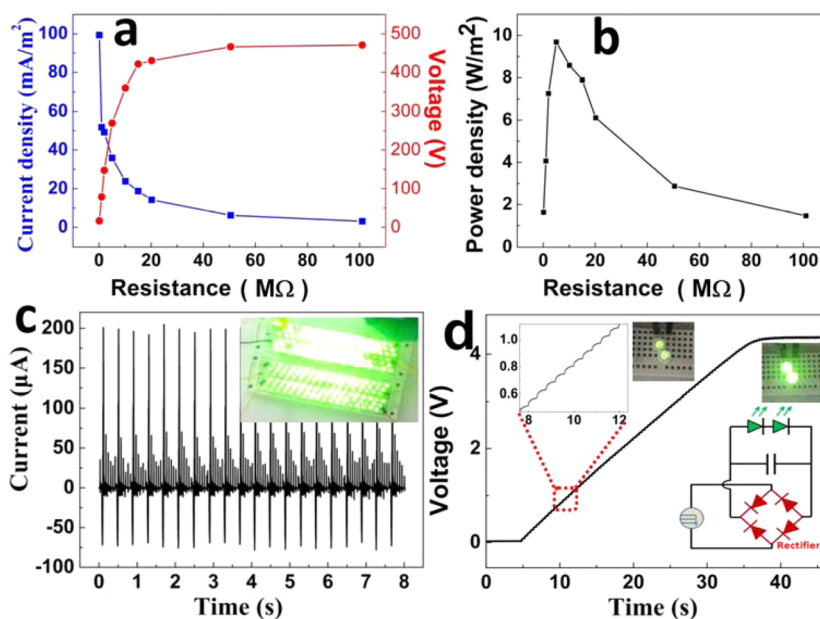 a
Current density (mA/m²)
100
80
60
40
20
0
Voltage (V)
500
400
300
200
100
0
0 20 40 60 80 100
Resistance ( MΩ )
b
Power density (W/m²)
10
8
6
4
2
0
0 20 40 60 80 100
Resistance ( MΩ )
c
Current (μA)
200
150
100
50
0
-50
-100
0 1 2 3 4 5 6 7 8
Time (s)
d
Voltage (V)
4
2
0
0 10 20 30 40
Time (s)
1.0
0.8
0.6
8 10 12
Rectifier